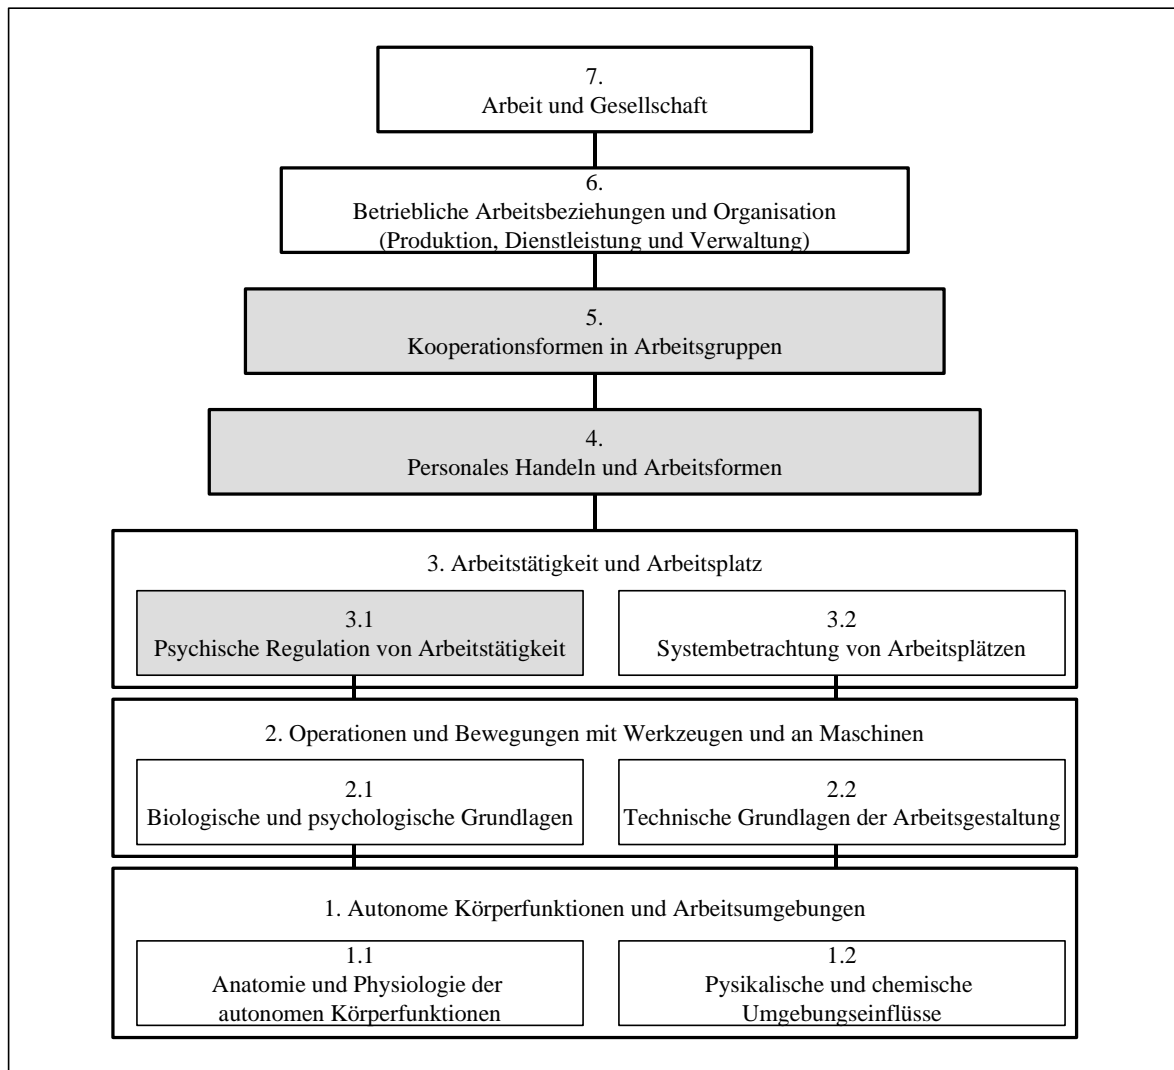 7.
Arbeit und Gesellschaft
6.
Betriebliche Arbeitsbeziehungen und Organisation
(Produktion, Dienstleistung und Verwaltung)
5.
Kooperationsformen in Arbeitsgruppen
4.
Personales Handeln und Arbeitsformen
3. Arbeitstätigkeit und Arbeitsplatz
3.1
Psychische Regulation von Arbeitstätigkeit
3.2
Systembetrachtung von Arbeitsplätzen
2. Operationen und Bewegungen mit Werkzeugen und an Maschinen
2.1
Biologische und psychologische Grundlagen
2.2
Technische Grundlagen der Arbeitsgestaltung
1. Autonome Körperfunktionen und Arbeitsumgebungen
1.1
Anatomie und Physiologie der
autonomen Körperfunktionen
1.2
Pysikalische und chemische
Umgebungseinflüsse